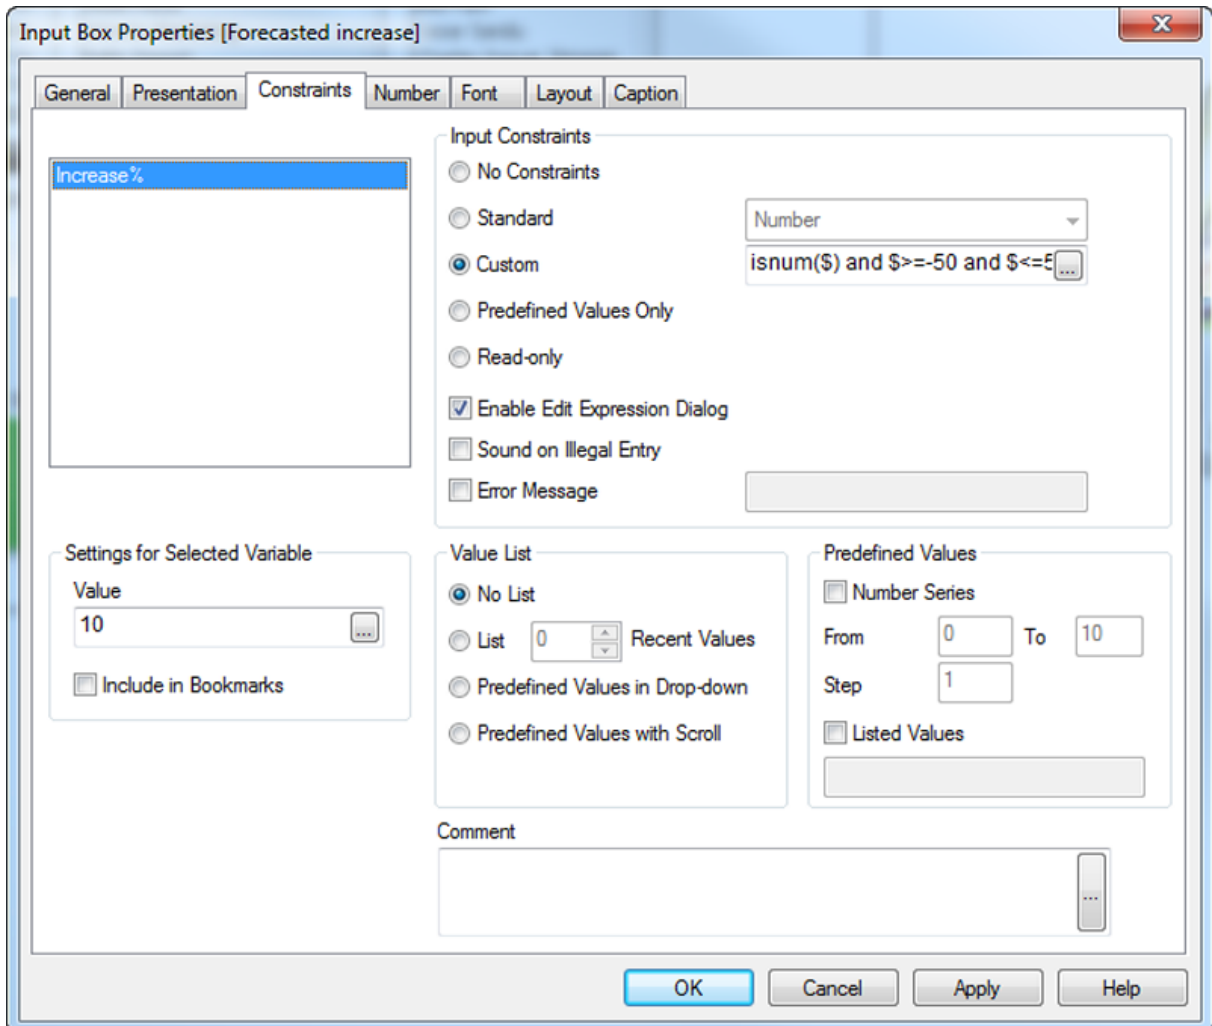 Input Box Properties [Forecasted increase]
General Presentation Constraints Number Font Layout Caption
Increase%
Input Constraints
No Constraints
Standard Number
Custom isnum($) and $>=-50 and $<=5 ...
Predefined Values Only
Read-only
Enable Edit Expression Dialog
Sound on Illegal Entry
Error Message
Settings for Selected Variable
Value
10 ...
Include in Bookmarks
Value List
No List
List 0 Recent Values
Predefined Values in Drop-down
Predefined Values with Scroll
Predefined Values
Number Series
From 0 To 10
Step 1
Listed Values
Comment
...
OK Cancel Apply Help